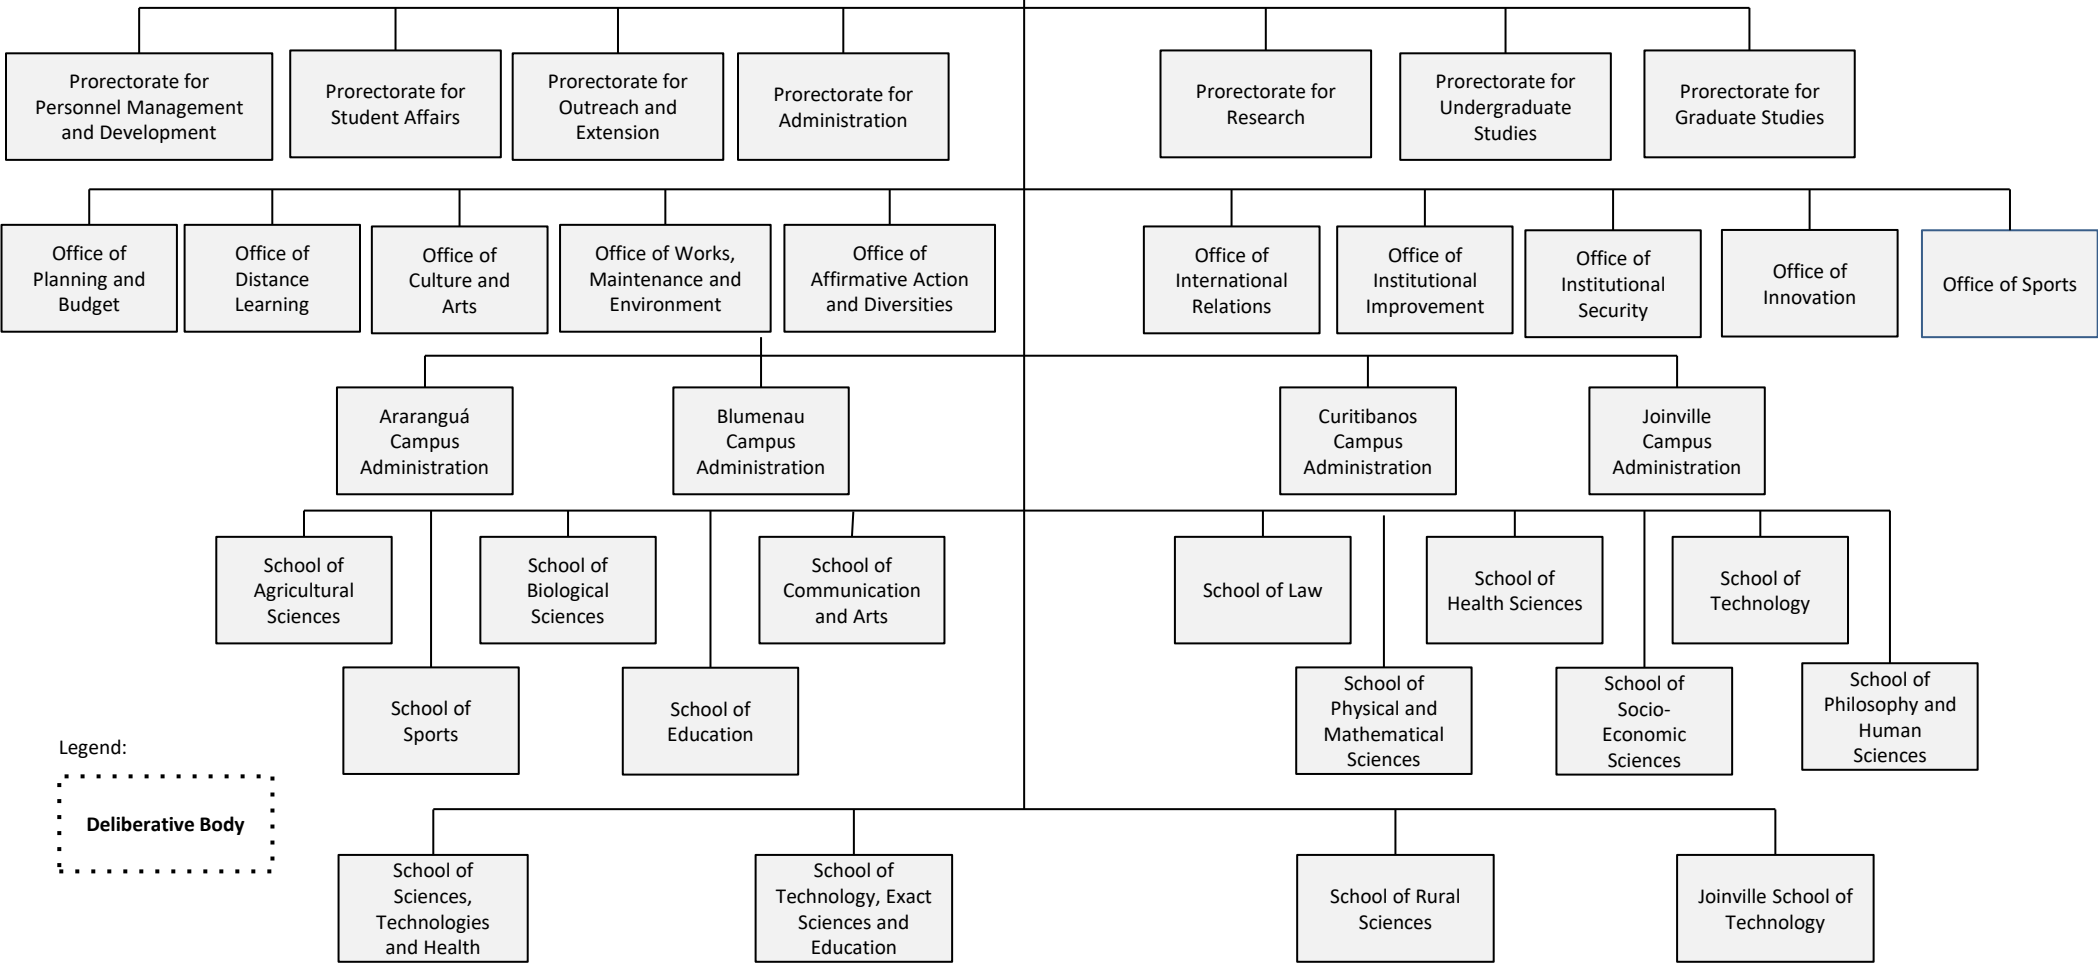 Prorectorate for
Personnel Management
and Development
Prorectorate for
Student Affairs
Prorectorate for
Outreach and
Extension
Prorectorate for
Administration
Prorectorate for
Research
Prorectorate for
Undergraduate
Studies
Prorectorate for
Graduate Studies
Office of
Planning and
Budget
Office of
Distance
Learning
Office of
Culture and
Arts
Office of Works,
Maintenance and
Environment
Office of
Affirmative Action
and Diversities
Office of
International
Relations
Office of
Institutional
Improvement
Office of
Institutional
Security
Office of
Innovation
Office of Sports
Araranguá
Campus
Administration
Blumenau
Campus
Administration
Curitibanos
Campus
Administration
Joinville
Campus
Administration
School of
Agricultural
Sciences
School of
Biological
Sciences
School of
Communication
and Arts
School of Law
School of
Health Sciences
School of
Technology
School of
Sports
School of
Education
School of
Physical and
Mathematical
Sciences
School of
Socio-
Economic
Sciences
School of
Philosophy and
Human
Sciences
Legend:
Deliberative Body
School of
Sciences,
Technologies
and Health
School of
Technology, Exact
Sciences and
Education
School of Rural
Sciences
Joinville School of
Technology